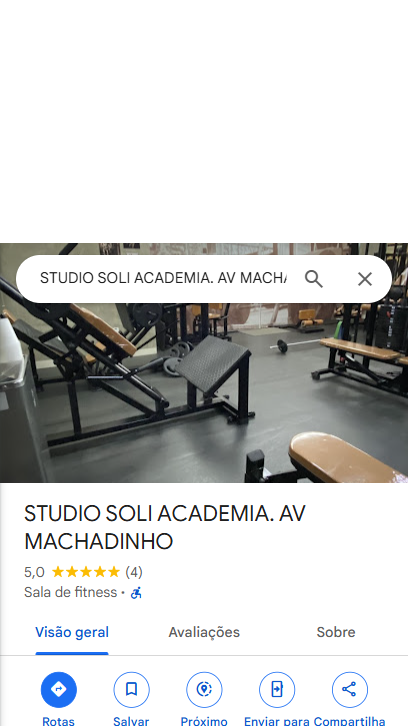 STUDIO SOLI ACADEMIA. AV MACHA
STUDIO SOLI ACADEMIA. AV
MACHADINHO
5,0 ★★★★★ (4)
Sala de fitness ·
Visão geral Avaliações Sobre
Rotas Salvar Próximo Enviar para Compartilha